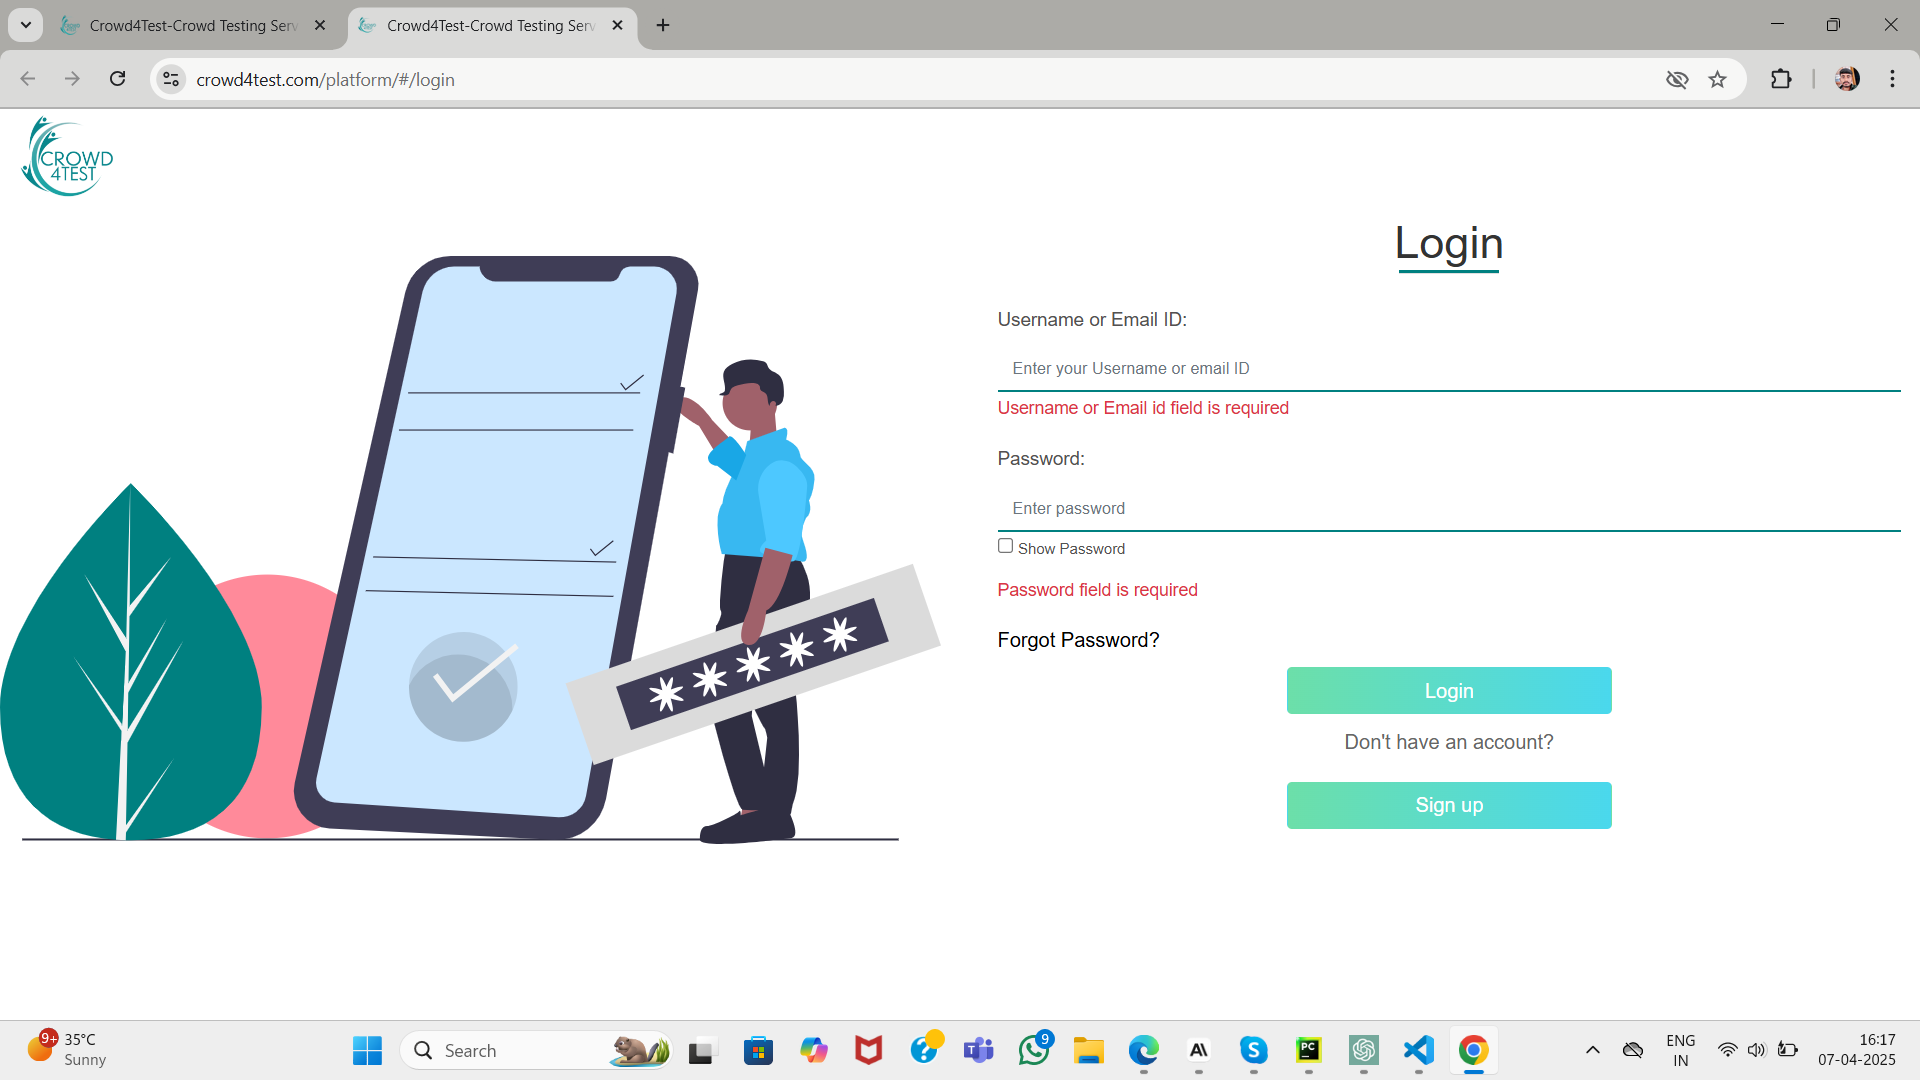 Crowd4Test-Crowd Testing Serv
Crowd4Test-Crowd Testing Serv
crowd4test.com/platform/#/login
CROWD
4TEST
Login
Username or Email ID:
Enter your Username or email ID
Username or Email id field is required
Password:
Enter password
Show Password
Password field is required
Forgot Password?
Login
Don't have an account?
Sign up
9+
35°C
Sunny
Search
9
ENG
IN
16:17
07-04-2025